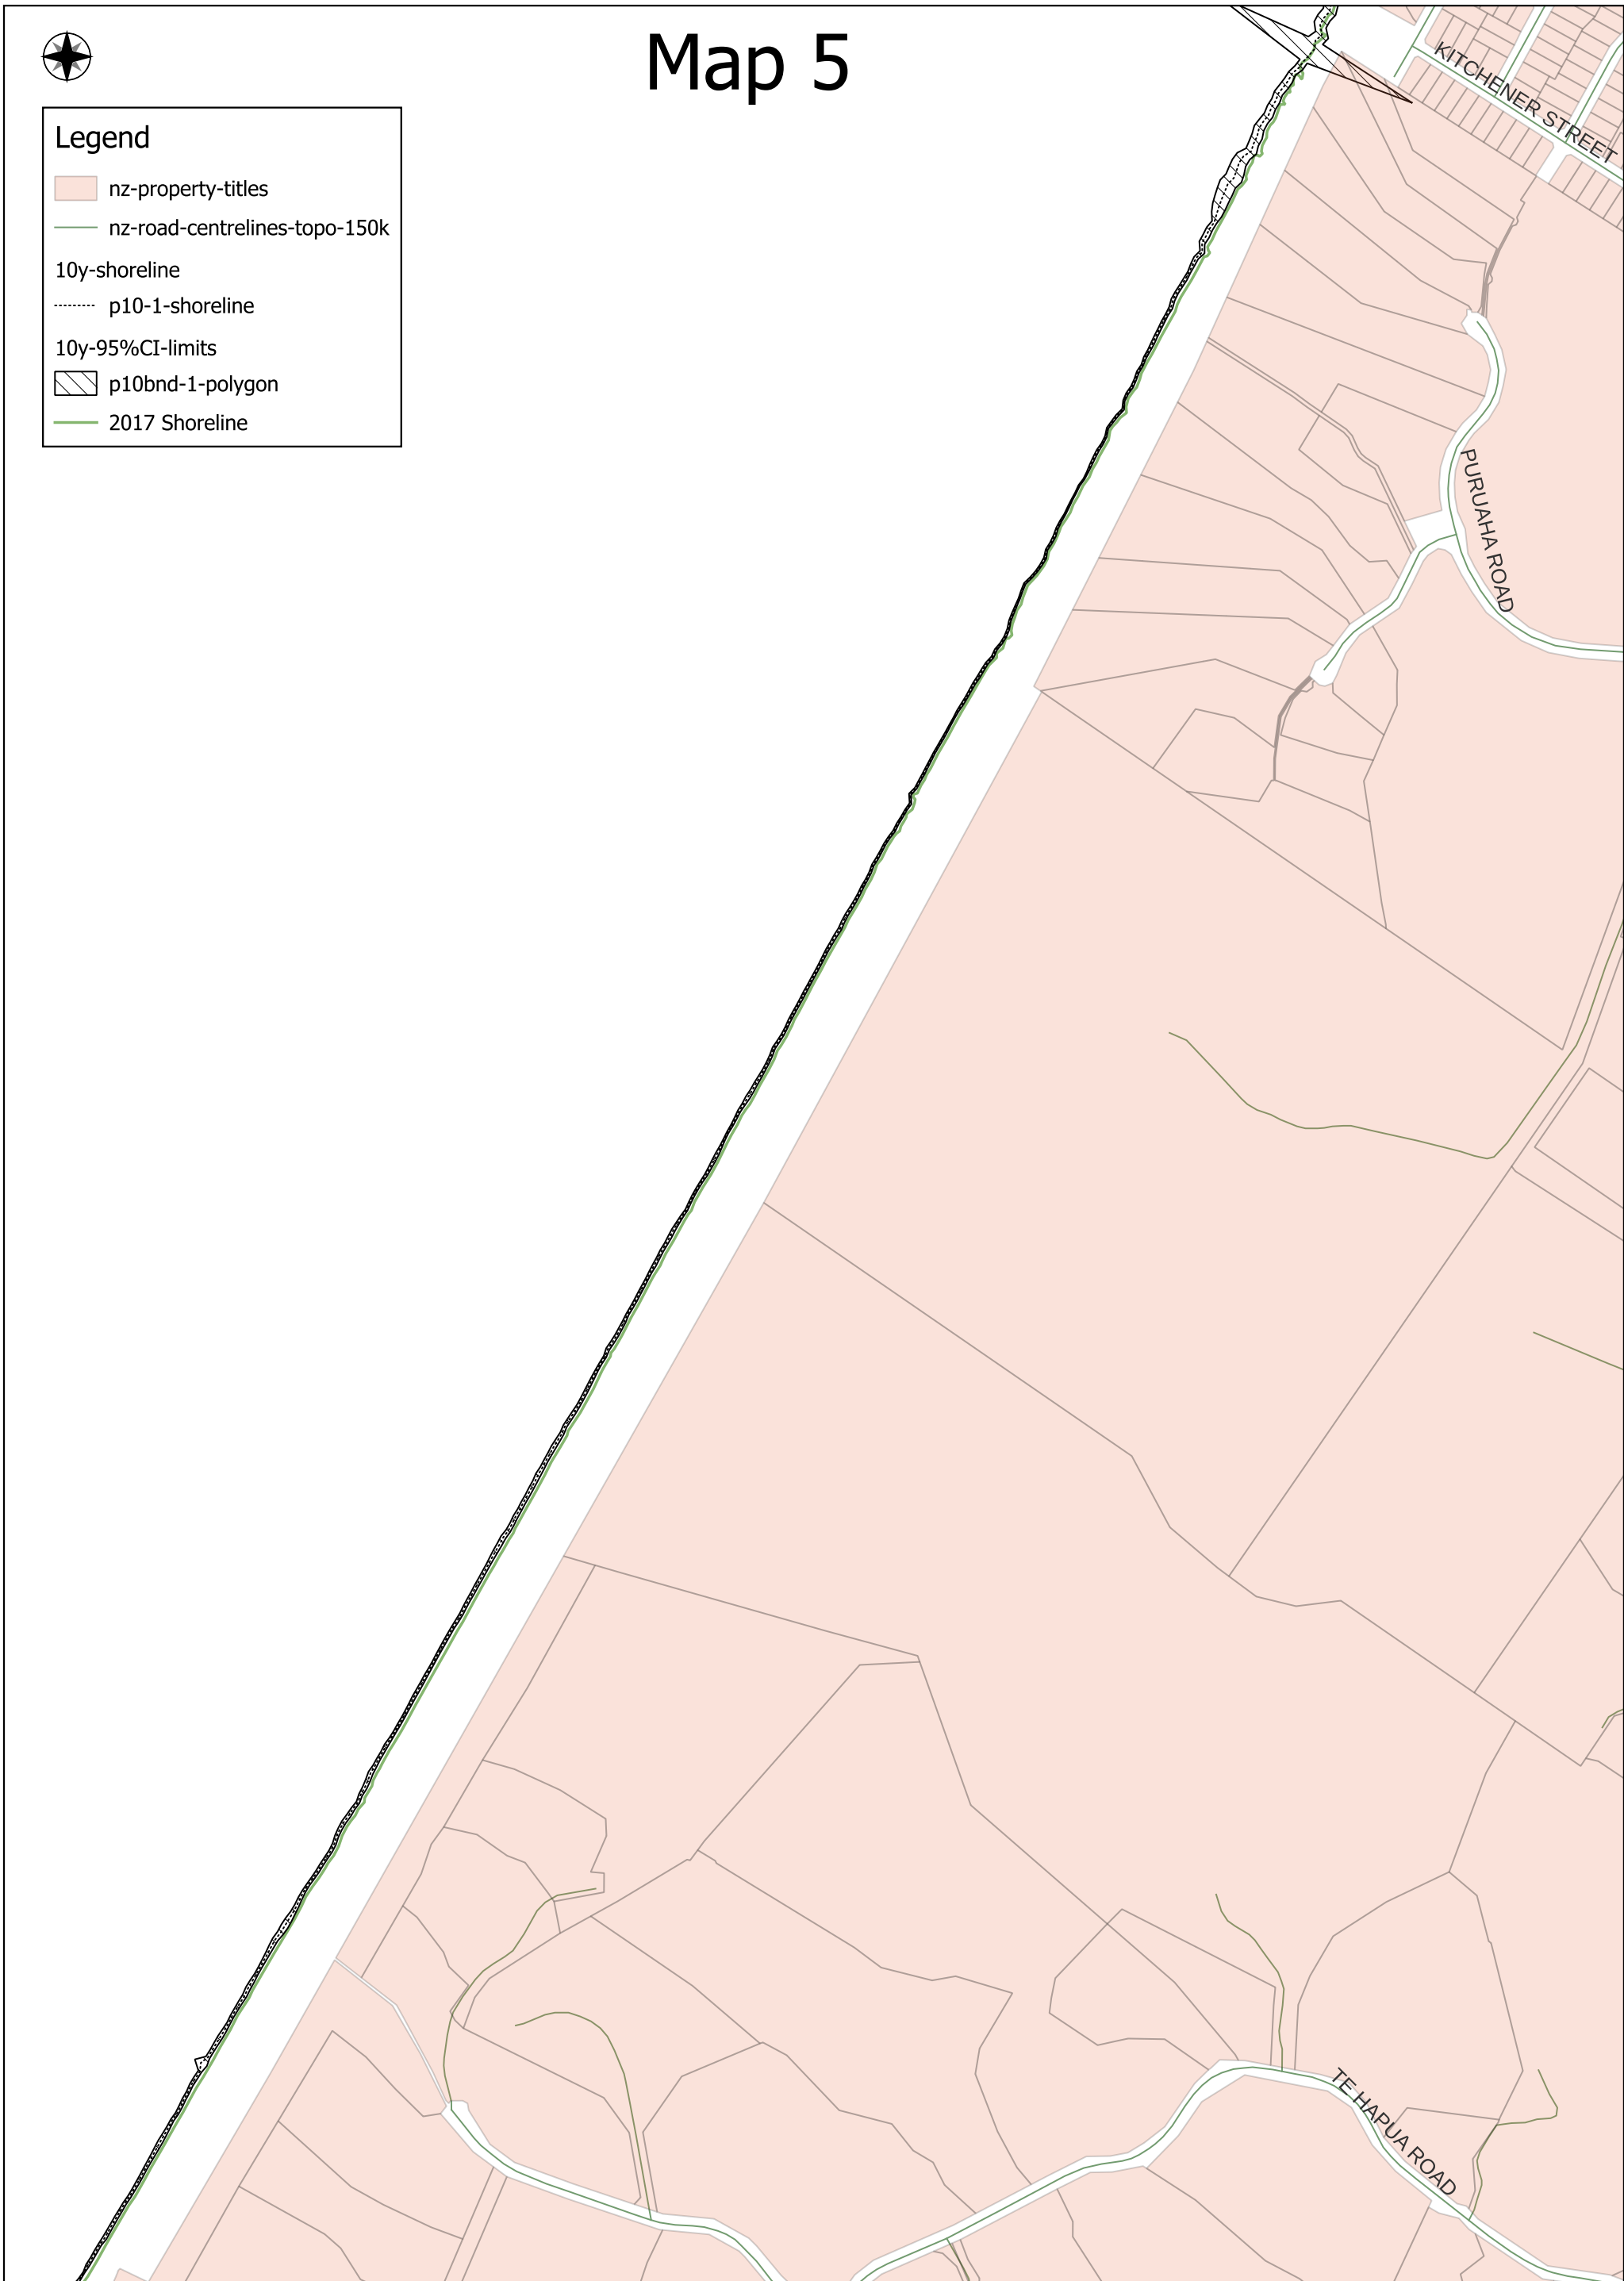 Map 5
Legend
nz-property-titles
nz-road-centrelines-topo-150k
10y-shoreline
p10-1-shoreline
10y-95%CI-limits
p10bnd-1-polygon
2017 Shoreline
KITCHENER STREET
PURUAHA ROAD
TE HAPUA ROAD